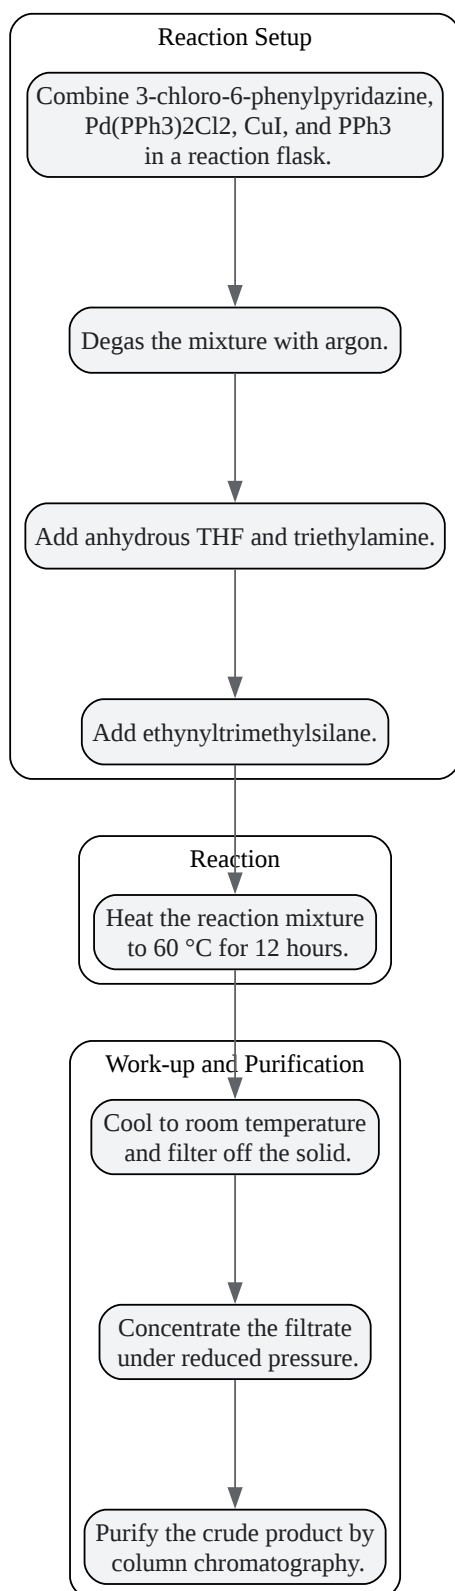 Reaction Setup
Combine 3-chloro-6-phenylpyridazine,
Pd(PPh3)2Cl2, CuI, and PPh3
in a reaction flask.
Degas the mixture with argon.
Add anhydrous THF and triethylamine.
Add ethynyltrimethylsilane.
Reaction
Heat the reaction mixture
to 60 °C for 12 hours.
Work-up and Purification
Cool to room temperature
and filter off the solid.
Concentrate the filtrate
under reduced pressure.
Purify the crude product by
column chromatography.